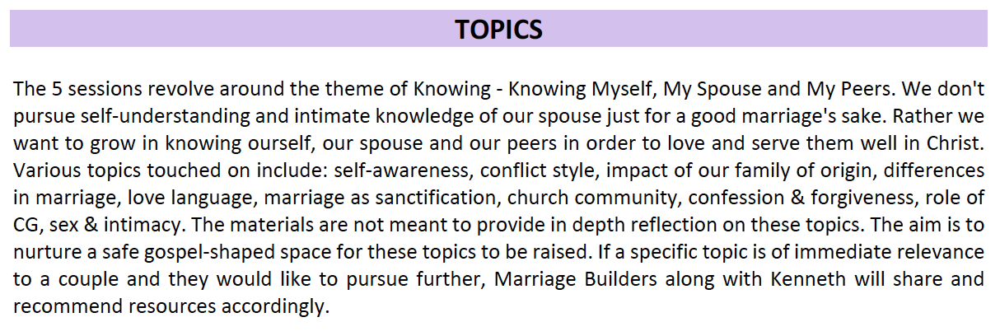 TOPICS
The 5 sessions revolve around the theme of Knowing - Knowing Myself, My Spouse and My Peers. We don't
pursue self-understanding and intimate knowledge of our spouse just for a good marriage's sake. Rather we
want to grow in knowing ourself, our spouse and our peers in order to love and serve them well in Christ.
Various topics touched on include: self-awareness, conflict style, impact of our family of origin, differences
in marriage, love language, marriage as sanctification, church community, confession & forgiveness, role of
CG, sex & intimacy. The materials are not meant to provide in depth reflection on these topics. The aim is to
nurture a safe gospel-shaped space for these topics to be raised. If a specific topic is of immediate relevance
to a couple and they would like to pursue further, Marriage Builders along with Kenneth will share and
recommend resources accordingly.